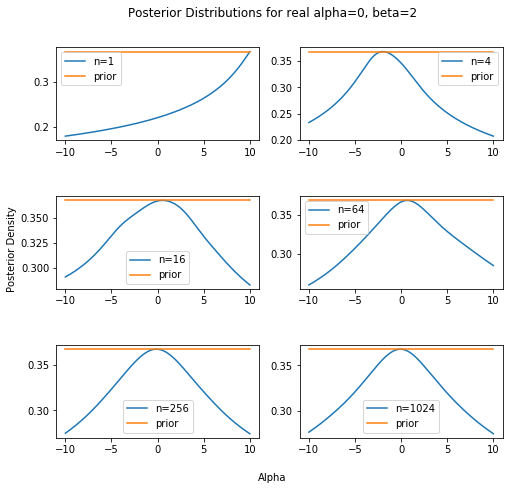 Posterior Distributions for real alpha=0, beta=2
n=1
prior
0.3
0.2
−10 −5 0 5 10
n=4
prior
0.35
0.30
0.25
0.20
−10 −5 0 5 10
Posterior Density
n=16
prior
0.350
0.325
0.300
−10 −5 0 5 10
n=64
prior
0.35
0.30
−10 −5 0 5 10
n=256
prior
0.35
0.30
−10 −5 0 5 10
n=1024
prior
0.35
0.30
−10 −5 0 5 10
Alpha